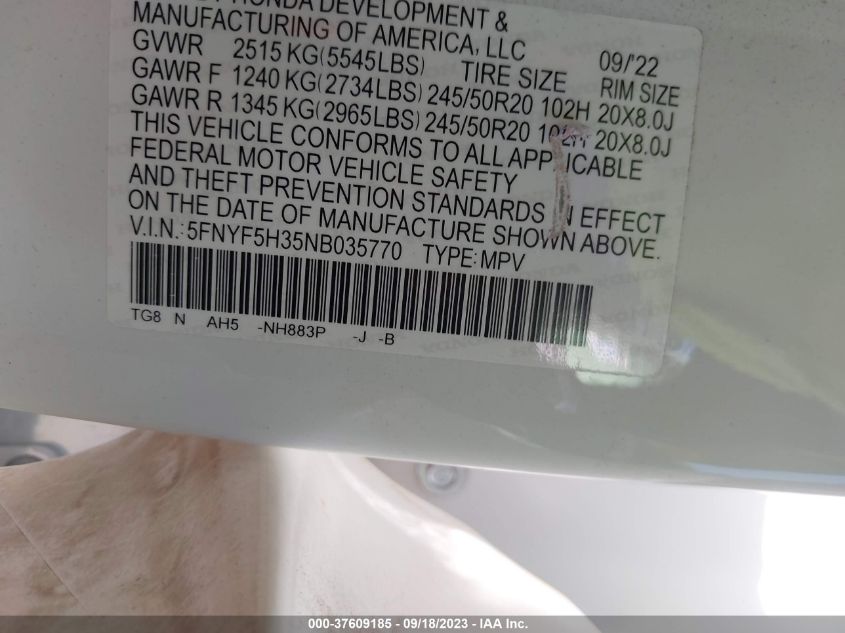 HONDA DEVELOPMENT &
MANUFACTURING OF AMERICA, LLC
09/'22
GVWR 2515 KG(5545LBS) TIRE SIZE RIM SIZE
GAWR F 1240 KG(2734LBS) 245/50R20 102H 20X8.0J
GAWR R 1345 KG(2965LBS) 245/50R20 102H 20X8.0J
THIS VEHICLE CONFORMS TO ALL APPLICABLE
FEDERAL MOTOR VEHICLE SAFETY
AND THEFT PREVENTION STANDARDS IN EFFECT
ON THE DATE OF MANUFACTURE SHOWN ABOVE.
V.I.N.:5FNYF5H35NB035770 TYPE:MPV
TG8 N AH5 -NH883P -J -B
000-37609185 - 09/18/2023 - IAA Inc.